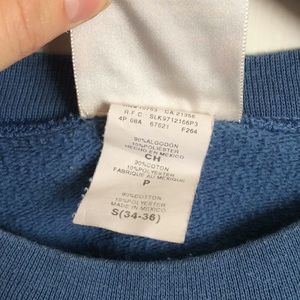 CA 21356
R.F.C. SLK9712166P3
4P 08A 67621 F264
90%ALGODON
10%POLIESTER
HECHO EN MEXICO
CH
90%COTON
10%POLYESTER
FABRIQUE AU MEXIQUE
P
90%COTTON
10%POLYESTER
MADE IN MEXICO
S(34-36)